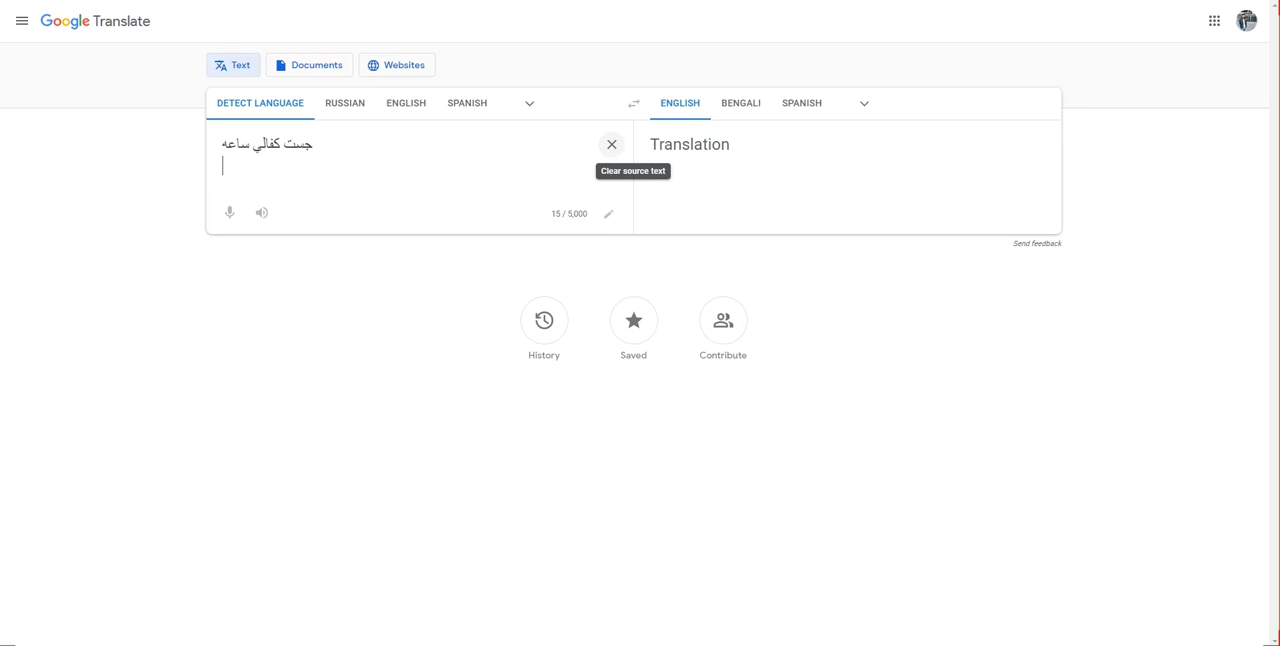 Google Translate
Text
Documents
Websites
DETECT LANGUAGE
RUSSIAN
ENGLISH
SPANISH
ENGLISH
BENGALI
SPANISH
جست كفالي ساعه
Translation
Clear source text
15 / 5,000
Send feedback
History
Saved
Contribute